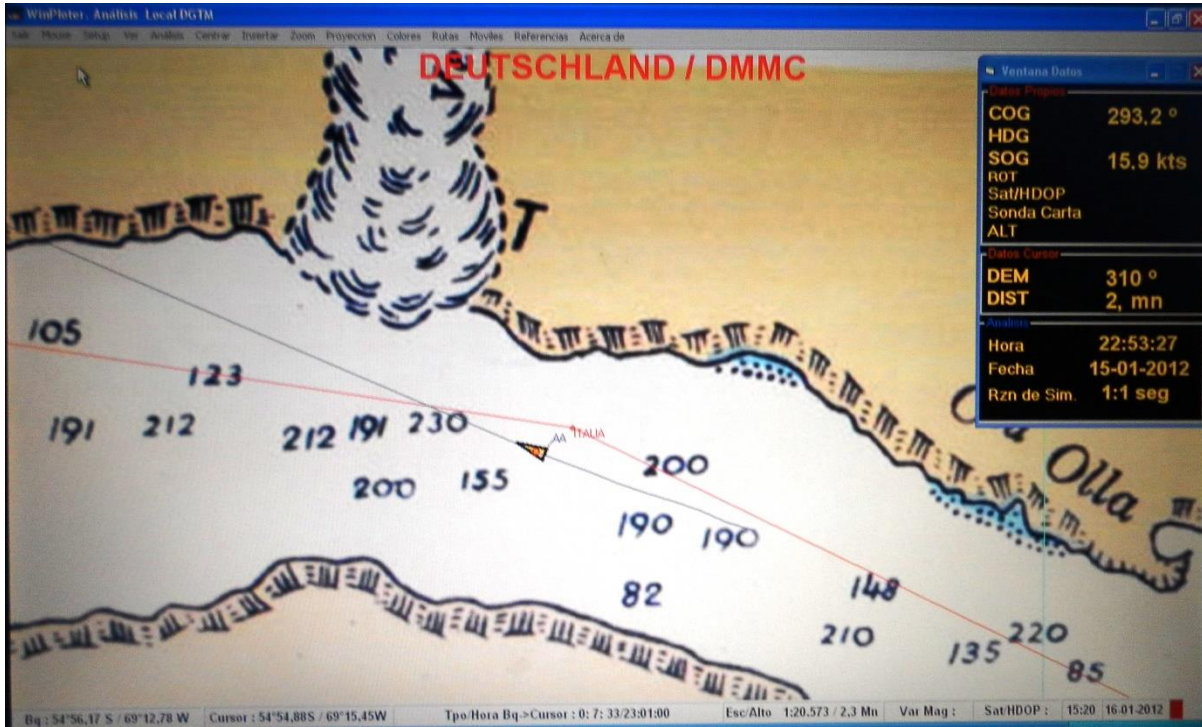 WinPloter. Análisis Local DGTM
Sale Mouse Setup Ver Análisis Centrar Insertar Zoom Proyeccion Colores Rutas Moviles Referencias Acerca de
DEUTSCHLAND / DMMC
Ventana Datos
Datos Propios
COG 293,2 º
HDG
SOG 15.9 kts
ROT
Sat/HDOP
Sonda Carta
ALT
Datos Cursor
DEM 310 º
DIST 2, mn
Análisis
Hora 22:53:27
Fecha 15-01-2012
Rzn de Sim. 1:1 seg
T
105
123
191 212
212 191 230
AA ITALIA
200 155
200
190 190
82
148
210
220
135
85
Olla
Bq : 54°56,17 S / 69°12,78 W Cursor : 54°54,88S / 69°15,45W Tpo/Hora Bq->Cursor : 0: 7: 33/23:01:00 Esc/Alto 1:20.573 / 2,3 Mn Var Mag : Sat/HDOP : 15:20 16-01-2012